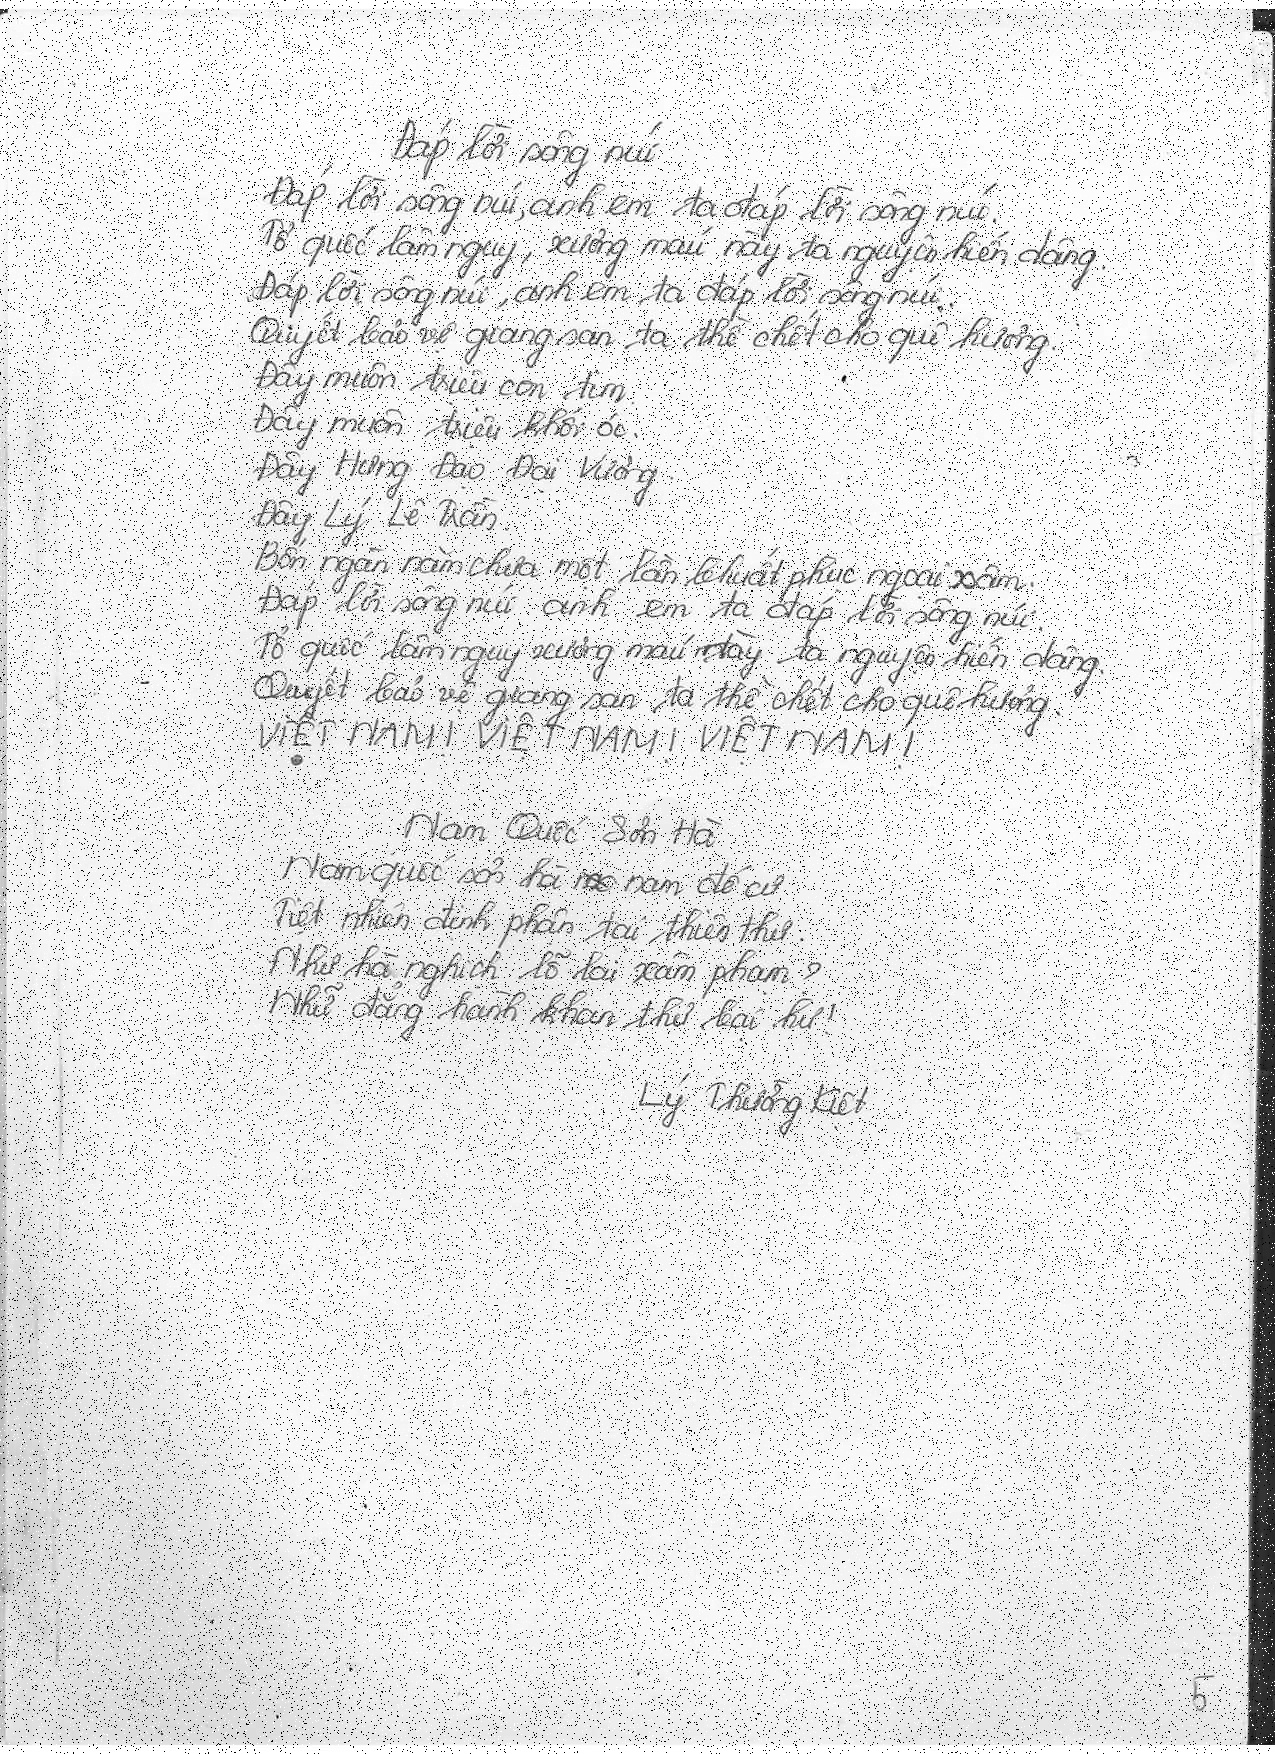 Đáp lời sông núi
Đáp lời sông núi, anh em ta đáp lời sông núi.
Tổ quốc lâm nguy, xương máu này ta nguyện hiến dâng.
Đáp lời sông núi, anh em ta đáp lời sông núi.
Quyết bảo vệ giang san ta thề chết cho quê hương.
Đây muôn triệu con tim.
Đây muôn triệu khối óc.
Đây Hưng Đạo Đại Vương
Đây Lý Lê Trần.
Bốn ngàn năm chưa một lần khuất phục ngoại xâm.
Đáp lời sông núi anh em ta đáp lời sông núi.
Tổ quốc lâm nguy xương máu này ta nguyện hiến dâng.
Quyết bảo vệ giang san ta thề chết cho quê hương.
VIỆT NAM! VIỆT NAM! VIỆT NAM!
Nam Quốc Sơn Hà
Nam quốc sơn hà nam đế cư
Tiệt nhiên định phận tại thiên thư.
Như hà nghịch lỗ lai xâm phạm?
Nhữ đẳng hành khan thủ bại hư!
Lý Thường Kiệt
5